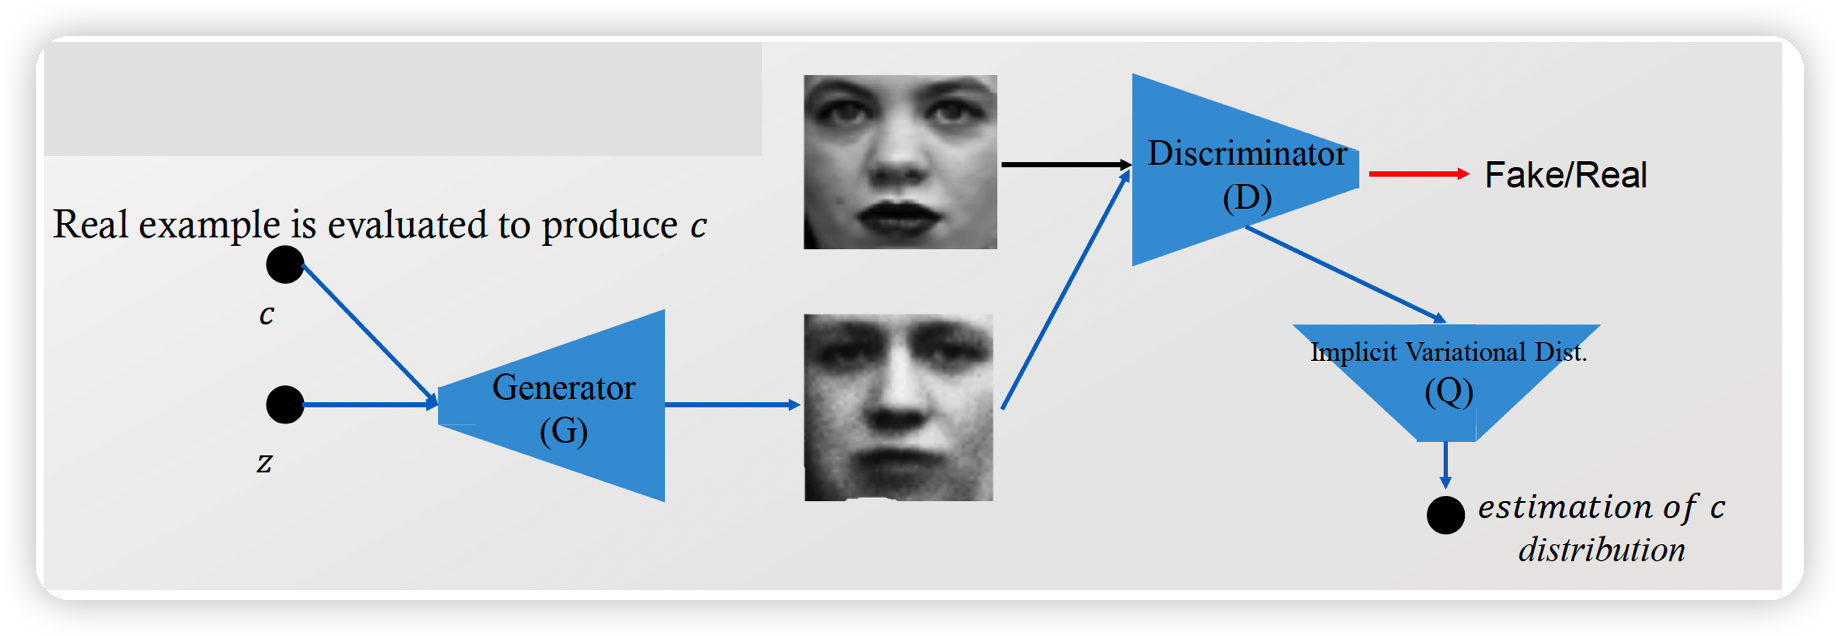 Real example is evaluated to produce c
c
z
Generator
(G)
Discriminator
(D)
Fake/Real
Implicit Variational Dist.
(Q)
estimation of c
distribution